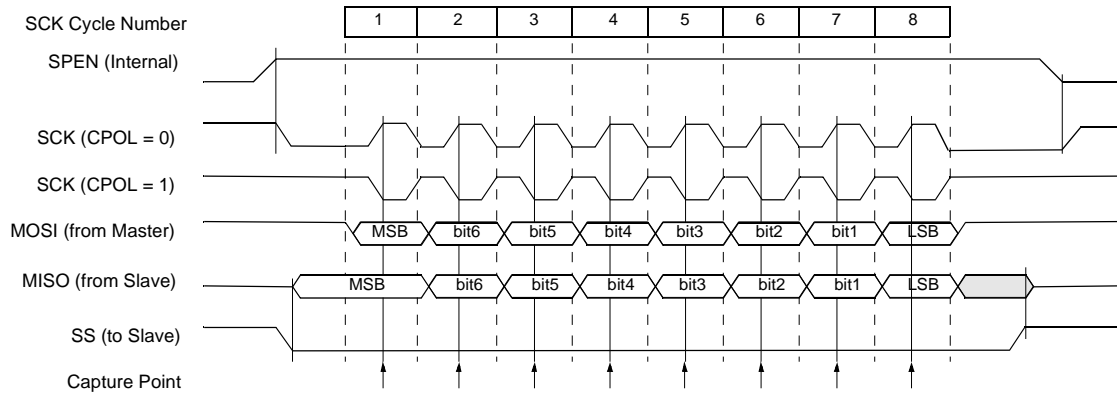 SCK Cycle Number 1 2 3 4 5 6 7 8
SPEN (Internal)
SCK (CPOL = 0)
SCK (CPOL = 1)
MOSI (from Master) MSB bit6 bit5 bit4 bit3 bit2 bit1 LSB
MISO (from Slave) MSB bit6 bit5 bit4 bit3 bit2 bit1 LSB
SS (to Slave)
Capture Point